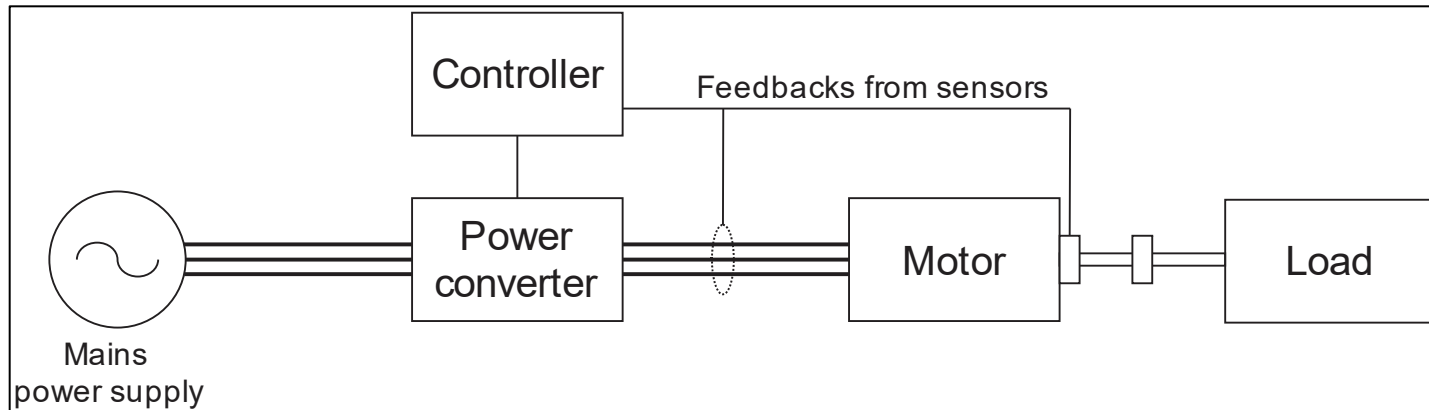 Controller
Feedbacks from sensors
Power
converter
Motor
Load
Mains
power supply